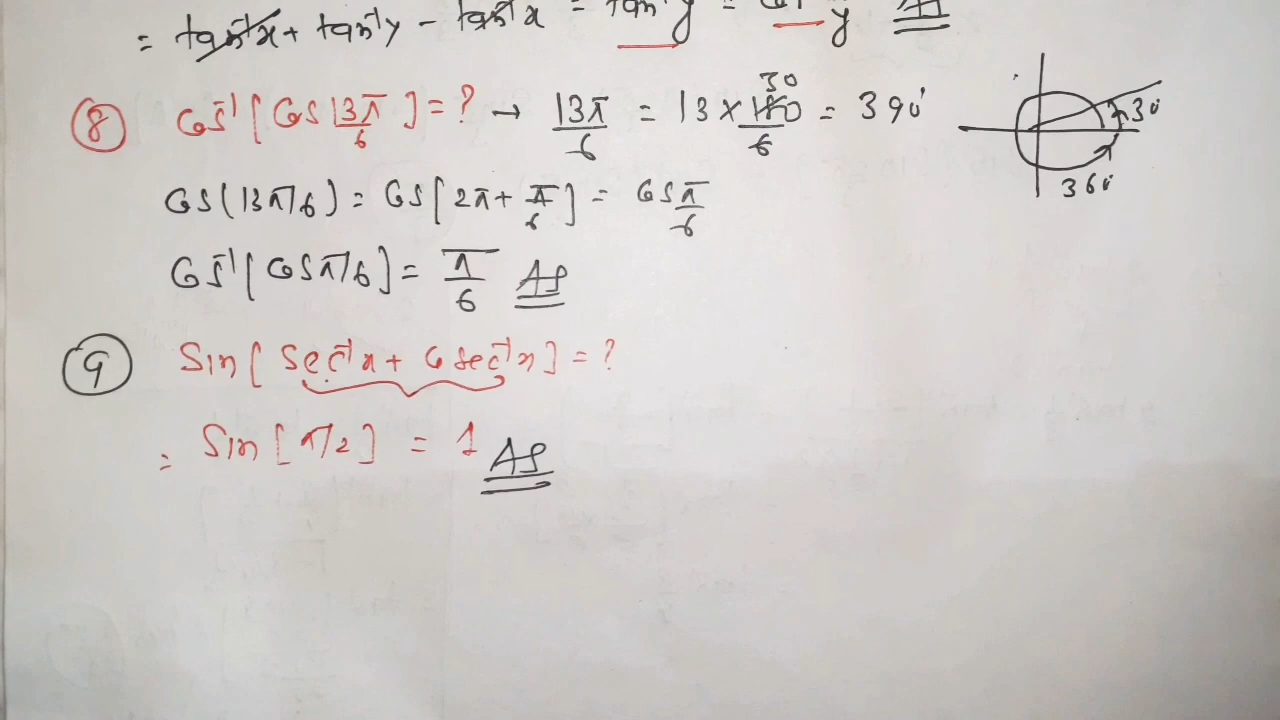 = tan⁻¹x + tan⁻¹y - tan⁻¹x = tan⁻¹y = y Ans
⑧ Cos⁻¹[Cos 13π/6] = ? → 13π/6 = 13 × 180/6 = 390° 30
30°
360°
Cos(13π/6) = Cos[2π + π/6] = Cos π/6
Cos⁻¹[Cos π/6] = π/6 Ans
⑨ Sin[Sec⁻¹x + Cosec⁻¹x] = ?
= Sin[π/2] = 1 Ans